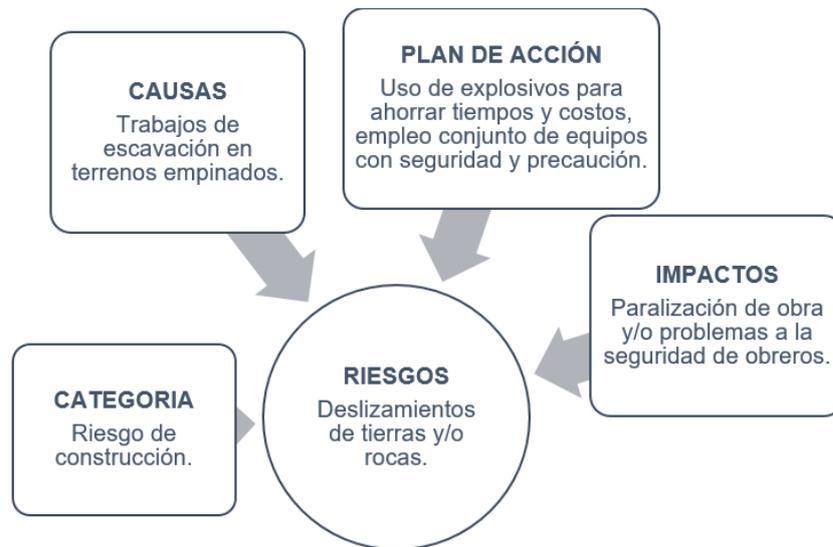 CAUSAS
Trabajos de
escavación en
terrenos empinados.
PLAN DE ACCIÓN
Uso de explosivos para
ahorrar tiempos y costos,
empleo conjunto de equipos
con seguridad y precaución.
IMPACTOS
Paralización de obra
y/o problemas a la
seguridad de obreros.
CATEGORIA
Riesgo de
construcción.
RIESGOS
Deslizamientos
de tierras y/o
rocas.